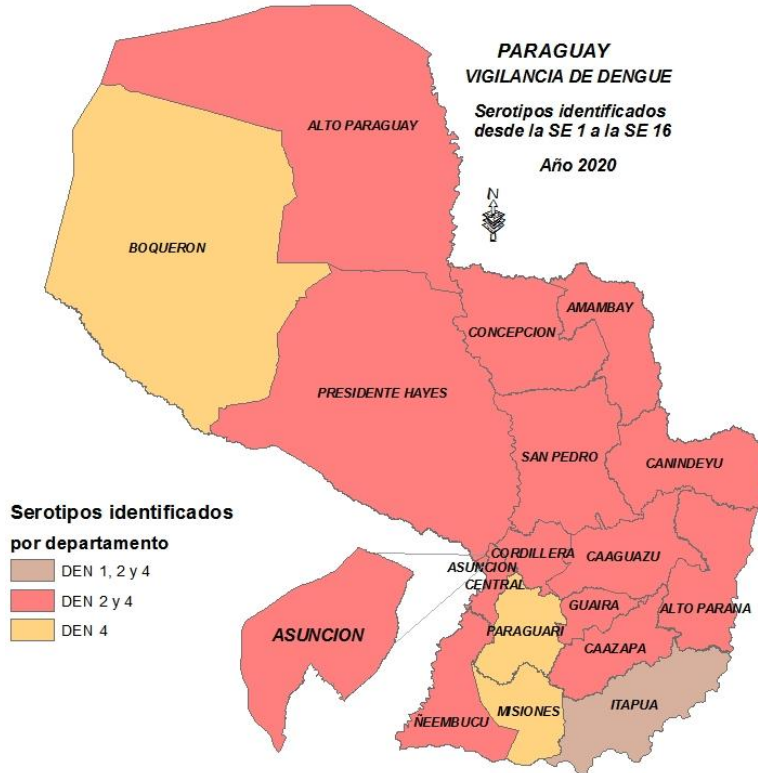 PARAGUAY
VIGILANCIA DE DENGUE
Serotipos identificados
desde la SE 1 a la SE 16
Año 2020
N
ALTO PARAGUAY
BOQUERON
AMAMBAY
CONCEPCION
PRESIDENTE HAYES
SAN PEDRO
CANINDEYU
Serotipos identificados
por departamento
DEN 1, 2 y 4
DEN 2 y 4
DEN 4
CORDILLERA
CAAGUAZU
ASUNCION
CENTRAL
GUAIRA
ALTO PARANA
ASUNCION
PARAGUARI
CAAZAPA
ITAPUA
MISIONES
ÑEEMBUCU